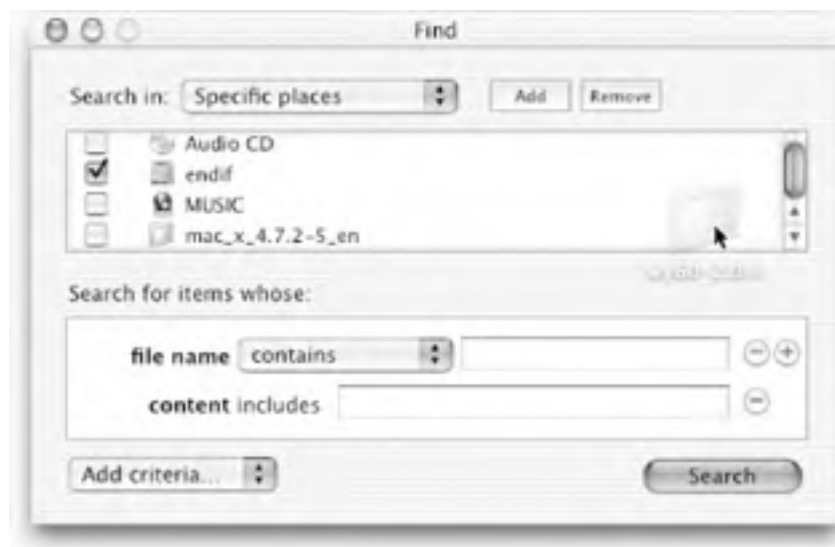 Find
Search in: Specific places Add Remove
Audio CD
endif
MUSIC
mac_x_4.7.2-5_en
Search for items whose:
file name contains
content includes
Add criteria... Search